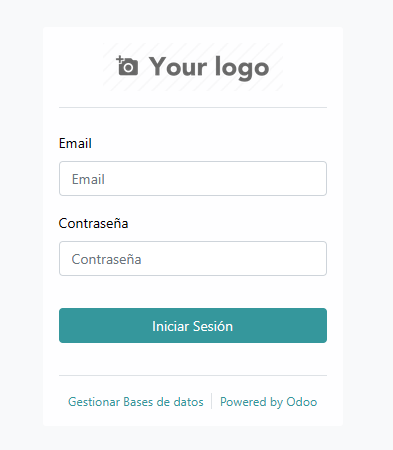 Your logo
Email
Email
Contraseña
Contraseña
Iniciar Sesión
Gestionar Bases de datos Powered by Odoo